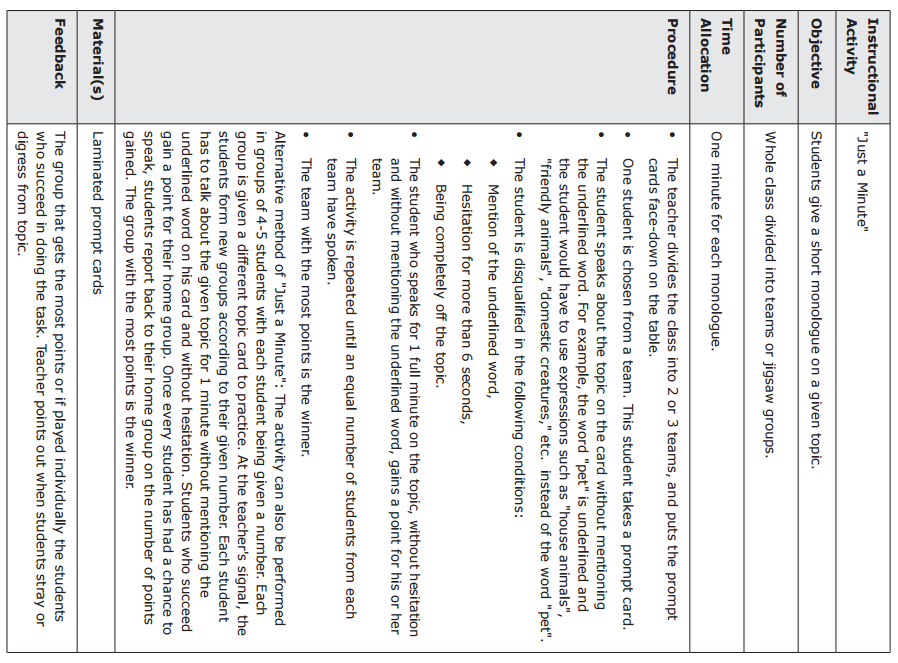 Instructional
Activity
"Just a Minute"
Objective
Students give a short monologue on a given topic.
Number of
Participants
Whole class divided into teams or jigsaw groups.
Time
Allocation
One minute for each monologue.
Procedure
• The teacher divides the class into 2 or 3 teams, and puts the prompt
cards face-down on the table.
• One student is chosen from a team. This student takes a prompt card.
• The student speaks about the topic on the card without mentioning
the underlined word. For example, the word "pet" is underlined and
the student would have to use expressions such as "house animals",
"friendly animals", "domestic creatures," etc. instead of the word "pet".
• The student is disqualified in the following conditions:
◆ Mention of the underlined word,
◆ Hesitation for more than 6 seconds,
◆ Being completely off the topic.
• The student who speaks for 1 full minute on the topic, without hesitation
and without mentioning the underlined word, gains a point for his or her
team.
• The activity is repeated until an equal number of students from each
team have spoken.
• The team with the most points is the winner.
Alternative method of "Just a Minute": The activity can also be performed
in groups of 4-5 students with each student being given a number. Each
group is given a different topic card to practice. At the teacher's signal, the
students form new groups according to their given number. Each student
has to talk about the given topic for 1 minute without mentioning the
underlined word on his card and without hesitation. Students who succeed
gain a point for their home group. Once every student has had a chance to
speak, students report back to their home group on the number of points
gained. The group with the most points is the winner.
Material(s)
Laminated prompt cards
Feedback
The group that gets the most points or if played individually the students
who succeed in doing the task. Teacher points out when students stray or
digress from topic.